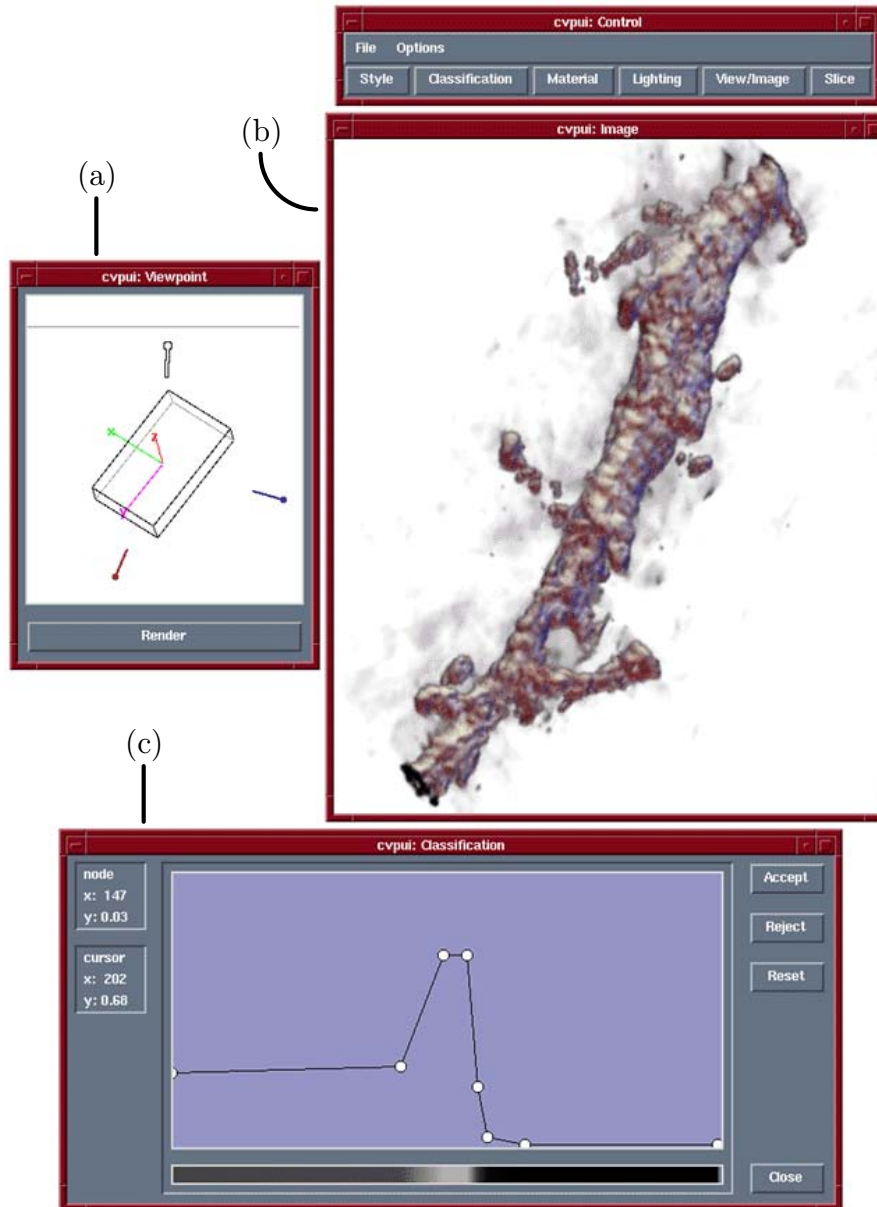 cvpui: Control
File Options
Style Classification Material Lighting View/Image Slice
(b)
cvpui: Image
(a)
cvpui: Viewpoint
x
z
y
Render
(c)
cvpui: Classification
node
x: 147
y: 0.03
cursor
x: 202
y: 0.68
Accept
Reject
Reset
Close